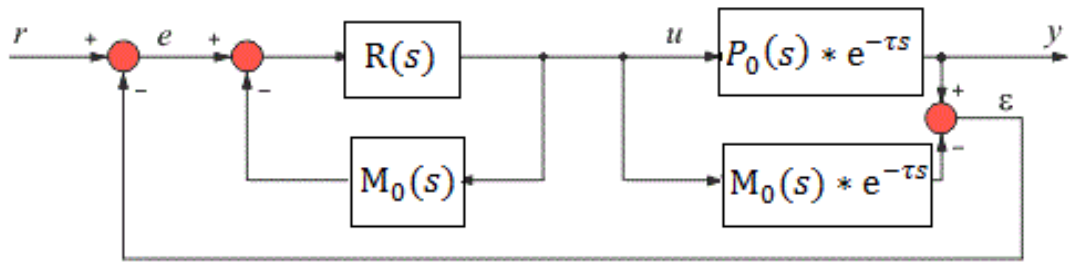 r + e + R(s) u P₀(s) ∗ e^{−τs} y
− − + ε
M₀(s) M₀(s) ∗ e^{−τs} −